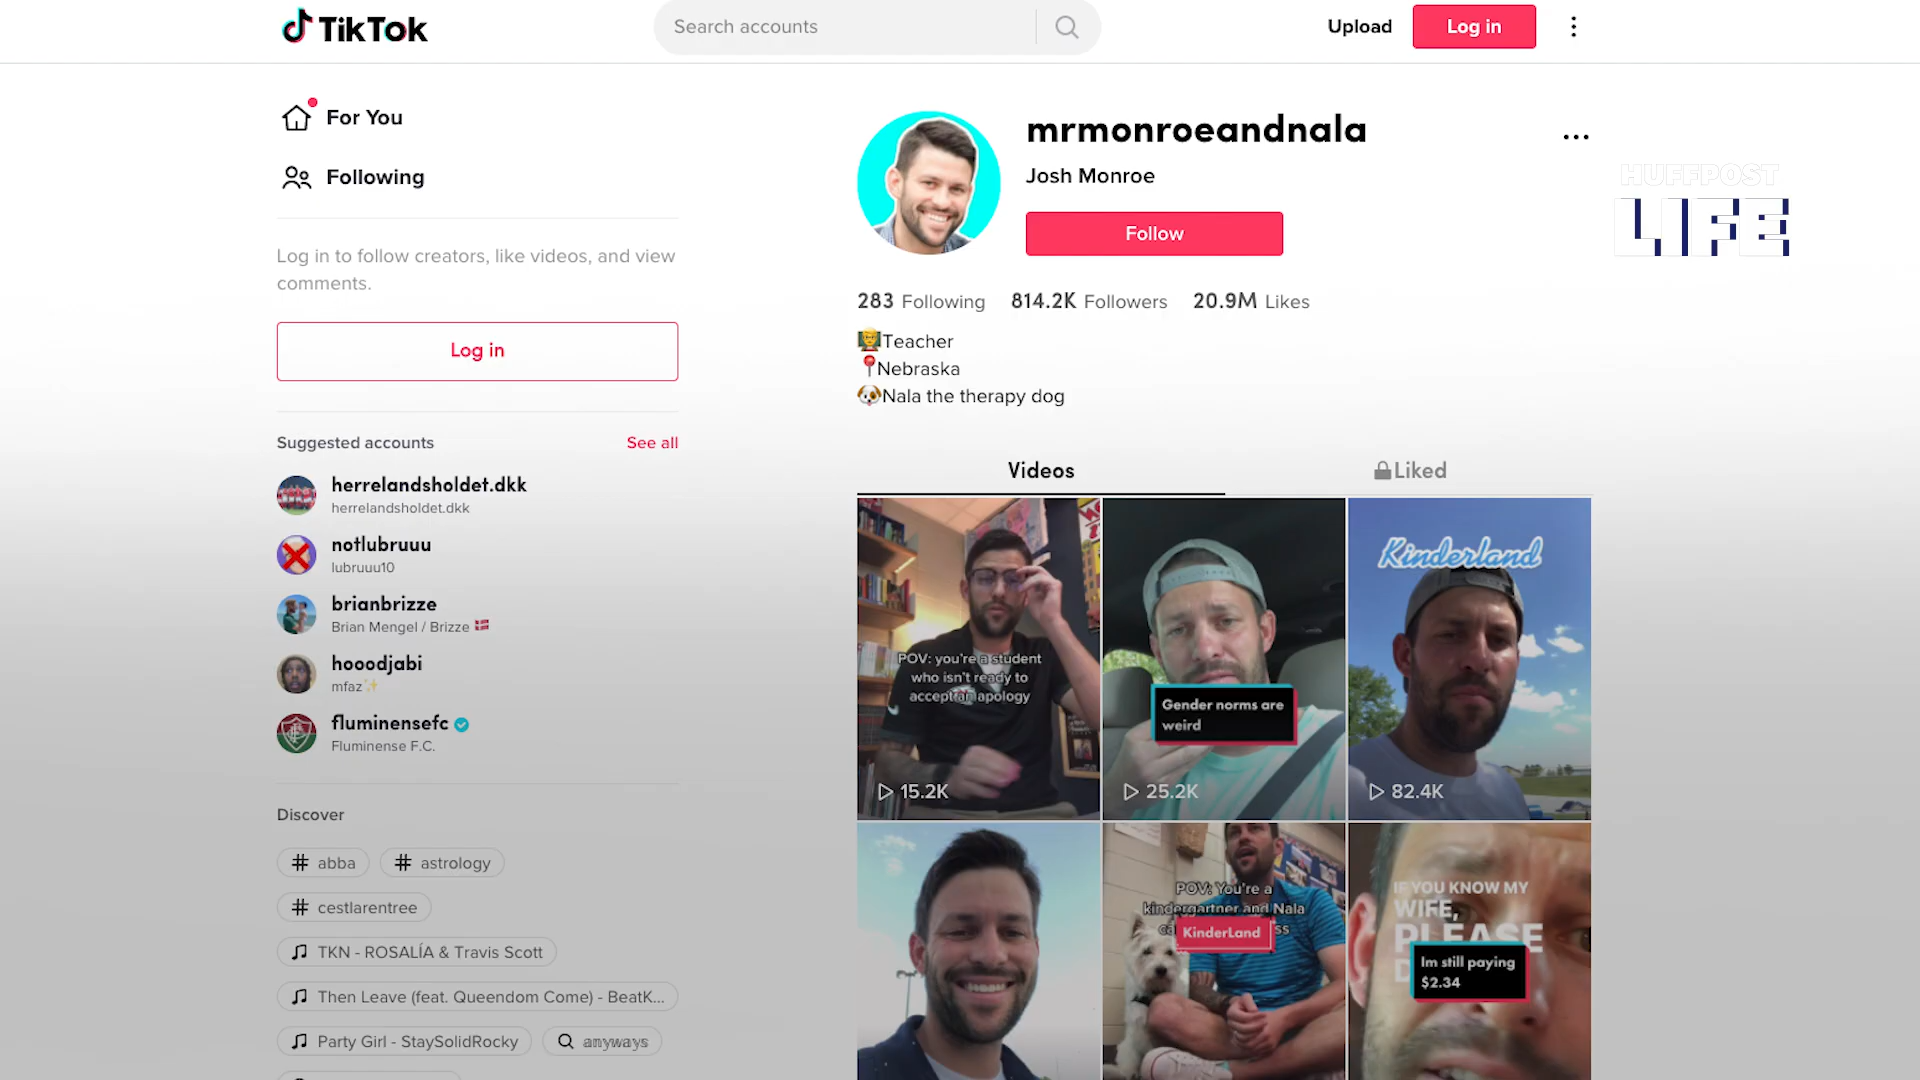 TikTok
Search accounts
Upload
Log in
For You
Following
Log in to follow creators, like videos, and view
comments.
Log in
Suggested accounts
See all
herrelandsholdet.dkk
herrelandsholdet.dkk
notlubruuu
lubruuu10
brianbrizze
Brian Mengel / Brizze
hooodjabi
mfaz
fluminensefc
Fluminense F.C.
Discover
# abba
# astrology
# cestlarentree
TKN - ROSALÍA & Travis Scott
Then Leave (feat. Queendom Come) - BeatK...
Party Girl - StaySolidRocky
anyways
mrmonroeandnala
...
Josh Monroe
Follow
283 Following
814.2K Followers
20.9M Likes
Teacher
Nebraska
Nala the therapy dog
HUFFPOST
LIFE
Videos
Liked
POV: you're a student
who isn't ready to
accept an apology
15.2K
Gender norms are
weird
25.2K
Kinderland
82.4K
POV: You're a
kindergartner and Nala
KinderLand
IF YOU KNOW MY
WIFE,
PLEASE
Im still paying
$2.34